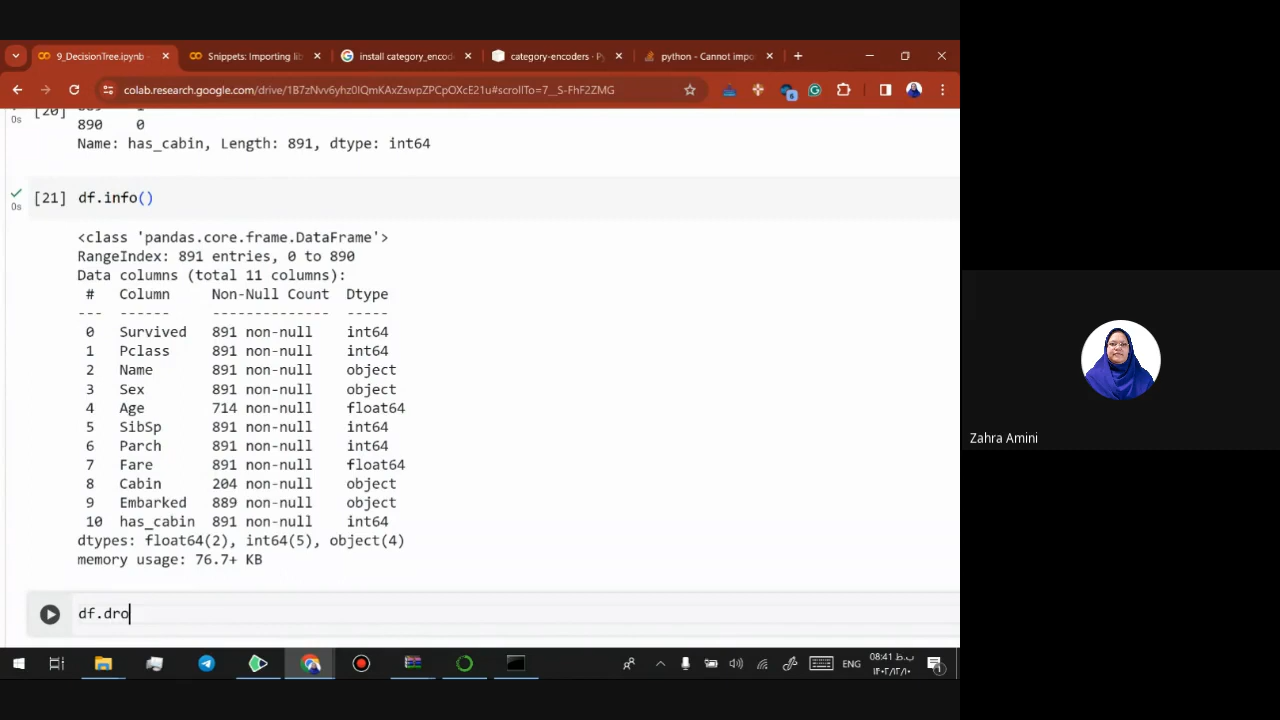 9_DecisionTree.ipynb -
Snippets: Importing lib
install category_encod
category-encoders · P
python - Cannot impo
colab.research.google.com/drive/1B7zNvv6yhz0IQmKAxZswpZPCpOXcE21u#scrollTo=7__S-FhF2ZMG
6
[20]
0s
890 0
Name: has_cabin, Length: 891, dtype: int64
[21] df.info()
0s
<class 'pandas.core.frame.DataFrame'>
RangeIndex: 891 entries, 0 to 890
Data columns (total 11 columns):
# Column Non-Null Count Dtype
--- ------ -------------- -----
0 Survived 891 non-null int64
1 Pclass 891 non-null int64
2 Name 891 non-null object
3 Sex 891 non-null object
4 Age 714 non-null float64
5 SibSp 891 non-null int64
6 Parch 891 non-null int64
7 Fare 891 non-null float64
8 Cabin 204 non-null object
9 Embarked 889 non-null object
10 has_cabin 891 non-null int64
dtypes: float64(2), int64(5), object(4)
memory usage: 76.7+ KB
df.dro
Zahra Amini
ENG
08:41 ب.ظ
۱۴۰۲/۱۲/۱۰
1